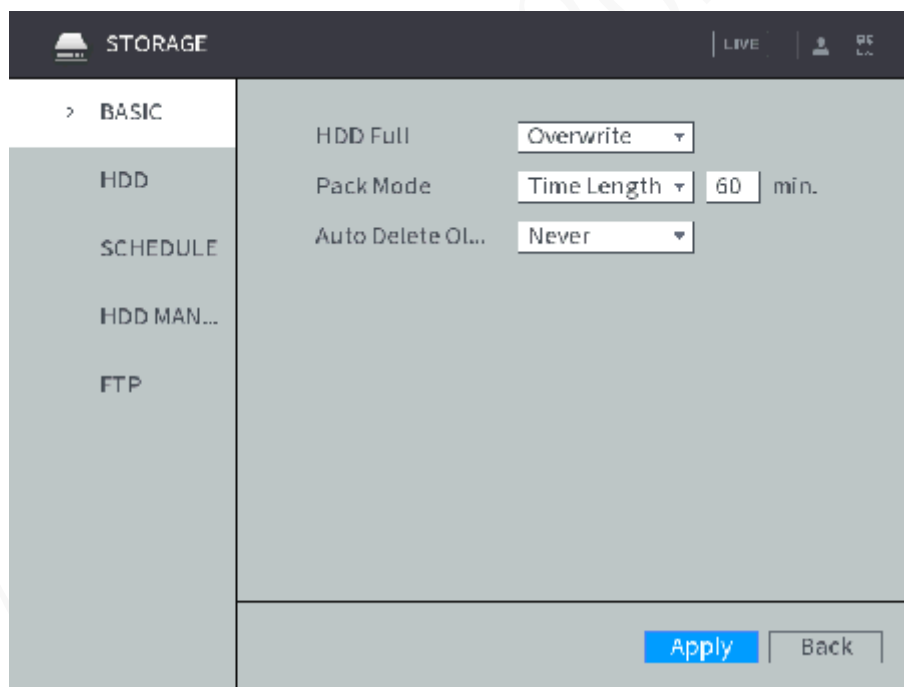 STORAGE
LIVE
> BASIC
HDD
SCHEDULE
HDD MAN...
FTP
HDD Full Overwrite
Pack Mode Time Length 60 min.
Auto Delete Ol... Never
Apply Back